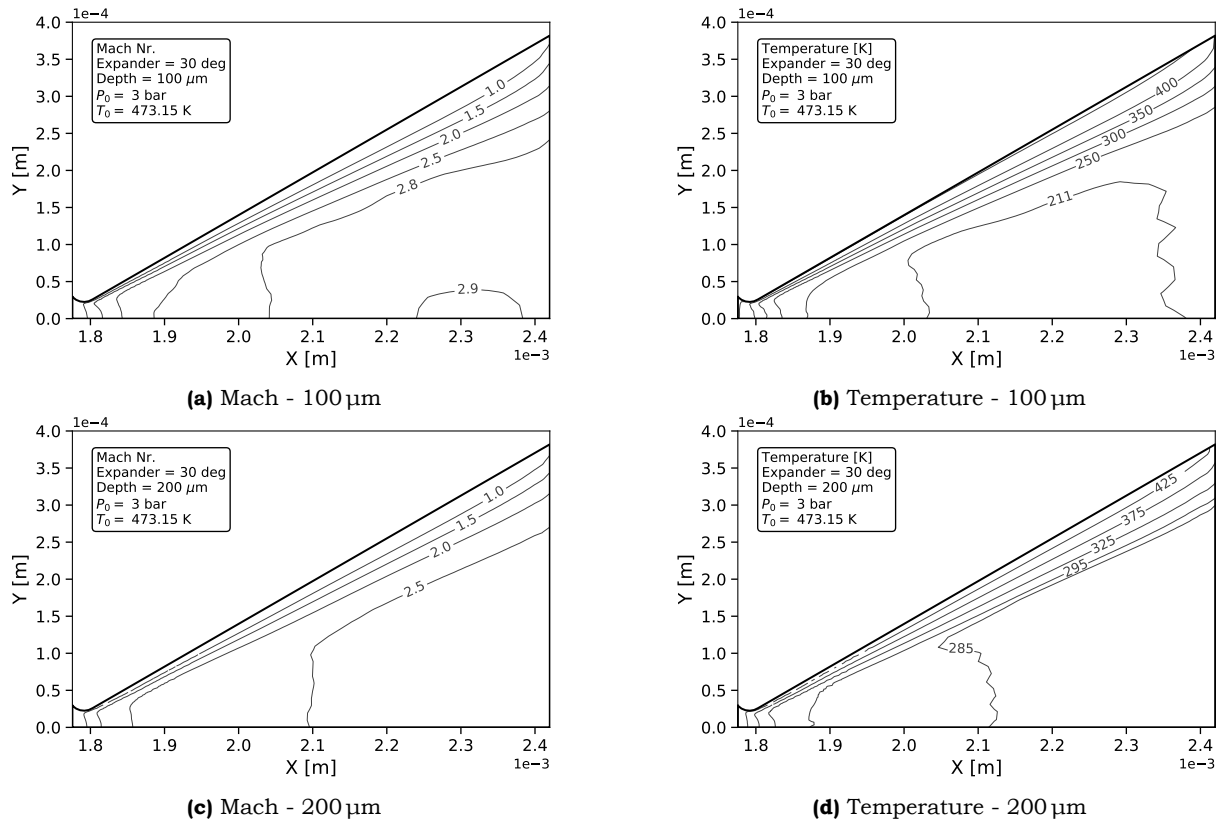 1e−4
4.0
3.5
3.0
2.5
2.0
1.5
1.0
0.5
0.0
Y [m]
Mach Nr.
Expander = 30 deg
Depth = 100 μm
P₀ = 3 bar
T₀ = 473.15 K
1.0
1.5
2.0
2.5
2.8
2.9
1.8 1.9 2.0 2.1 2.2 2.3 2.4
X [m]
1e−3
(a) Mach - 100 μm
1e−4
4.0
3.5
3.0
2.5
2.0
1.5
1.0
0.5
0.0
Y [m]
Temperature [K]
Expander = 30 deg
Depth = 100 μm
P₀ = 3 bar
T₀ = 473.15 K
400
350
300
250
211
1.8 1.9 2.0 2.1 2.2 2.3 2.4
X [m]
1e−3
(b) Temperature - 100 μm
1e−4
4.0
3.5
3.0
2.5
2.0
1.5
1.0
0.5
0.0
Y [m]
Mach Nr.
Expander = 30 deg
Depth = 200 μm
P₀ = 3 bar
T₀ = 473.15 K
1.0
1.5
2.0
2.5
1.8 1.9 2.0 2.1 2.2 2.3 2.4
X [m]
1e−3
(c) Mach - 200 μm
1e−4
4.0
3.5
3.0
2.5
2.0
1.5
1.0
0.5
0.0
Y [m]
Temperature [K]
Expander = 30 deg
Depth = 200 μm
P₀ = 3 bar
T₀ = 473.15 K
425
375
325
295
285
1.8 1.9 2.0 2.1 2.2 2.3 2.4
X [m]
1e−3
(d) Temperature - 200 μm